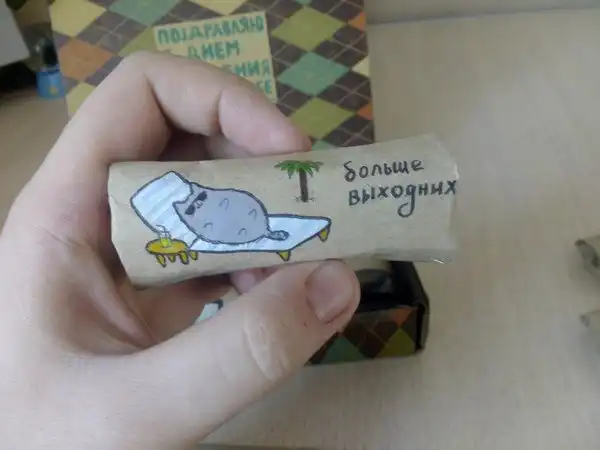 ПОЗДРАВЛЯЮ
ДНЕМ
больше
выходных